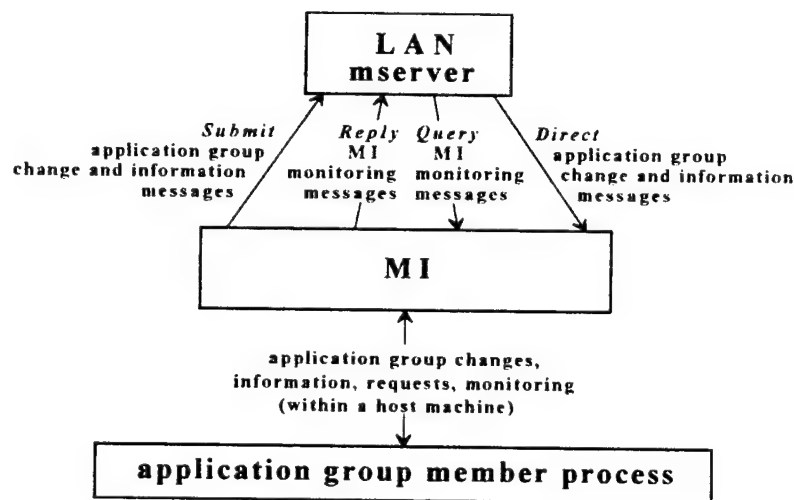 LAN
mserver
Submit
application group
change and information
messages
Reply
MI
monitoring
messages
Query
MI
monitoring
messages
Direct
application group
change and information
messages
MI
application group changes,
information, requests, monitoring
(within a host machine)
application group member process